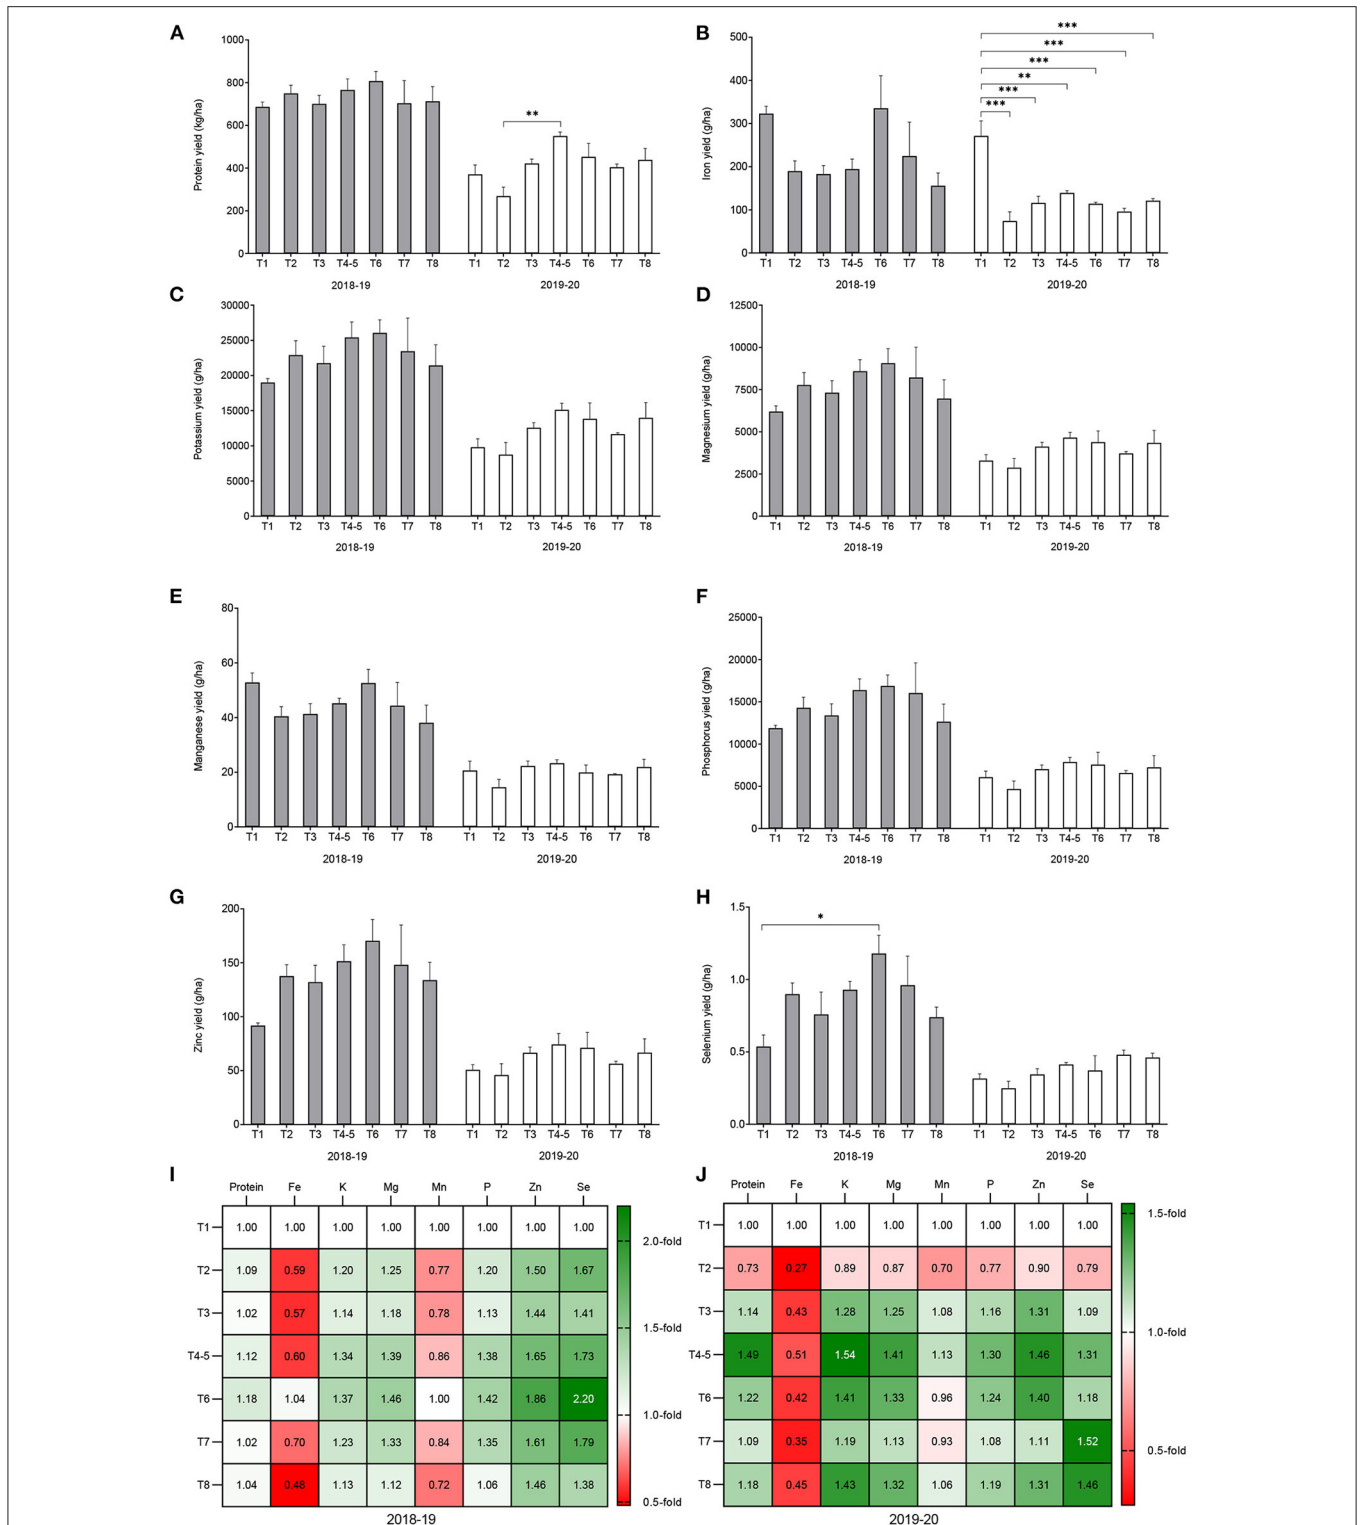 A
Protein yield (kg/ha)
1000
800
600
400
200
0
**
T1 T2 T3 T4-5 T6 T7 T8 T1 T2 T3 T4-5 T6 T7 T8
2018-19 2019-20
B
Iron yield (g/ha)
500
400
300
200
100
0
***
***
***
**
***
***
T1 T2 T3 T4-5 T6 T7 T8 T1 T2 T3 T4-5 T6 T7 T8
2018-19 2019-20
C
Potassium yield (g/ha)
30000
25000
20000
15000
10000
5000
0
T1 T2 T3 T4-5 T6 T7 T8 T1 T2 T3 T4-5 T6 T7 T8
2018-19 2019-20
D
Magnesium yield (g/ha)
12500
10000
7500
5000
2500
0
T1 T2 T3 T4-5 T6 T7 T8 T1 T2 T3 T4-5 T6 T7 T8
2018-19 2019-20
E
Manganese yield (g/ha)
80
60
40
20
0
T1 T2 T3 T4-5 T6 T7 T8 T1 T2 T3 T4-5 T6 T7 T8
2018-19 2019-20
F
Phosphorus yield (g/ha)
25000
20000
15000
10000
5000
0
T1 T2 T3 T4-5 T6 T7 T8 T1 T2 T3 T4-5 T6 T7 T8
2018-19 2019-20
G
Zinc yield (g/ha)
200
150
100
50
0
T1 T2 T3 T4-5 T6 T7 T8 T1 T2 T3 T4-5 T6 T7 T8
2018-19 2019-20
H
Selenium yield (g/ha)
1.5
1.0
0.5
0.0
*
T1 T2 T3 T4-5 T6 T7 T8 T1 T2 T3 T4-5 T6 T7 T8
2018-19 2019-20
I
Protein Fe K Mg Mn P Zn Se
T1 1.00 1.00 1.00 1.00 1.00 1.00 1.00 1.00
T2 1.09 0.59 1.20 1.25 0.77 1.20 1.50 1.67
T3 1.02 0.57 1.14 1.18 0.78 1.13 1.44 1.41
T4-5 1.12 0.60 1.34 1.39 0.86 1.38 1.65 1.73
T6 1.18 1.04 1.37 1.46 1.00 1.42 1.86 2.20
T7 1.02 0.70 1.23 1.33 0.84 1.35 1.61 1.79
T8 1.04 0.48 1.13 1.12 0.72 1.06 1.46 1.38
2.0-fold
1.5-fold
1.0-fold
0.5-fold
2018-19
J
Protein Fe K Mg Mn P Zn Se
T1 1.00 1.00 1.00 1.00 1.00 1.00 1.00 1.00
T2 0.73 0.27 0.89 0.87 0.70 0.77 0.90 0.79
T3 1.14 0.43 1.28 1.25 1.08 1.16 1.31 1.09
T4-5 1.49 0.51 1.54 1.41 1.13 1.30 1.46 1.31
T6 1.22 0.42 1.41 1.33 0.96 1.24 1.40 1.18
T7 1.09 0.35 1.19 1.13 0.93 1.08 1.11 1.52
T8 1.18 0.45 1.43 1.32 1.06 1.19 1.31 1.46
1.5-fold
1.0-fold
0.5-fold
2019-20